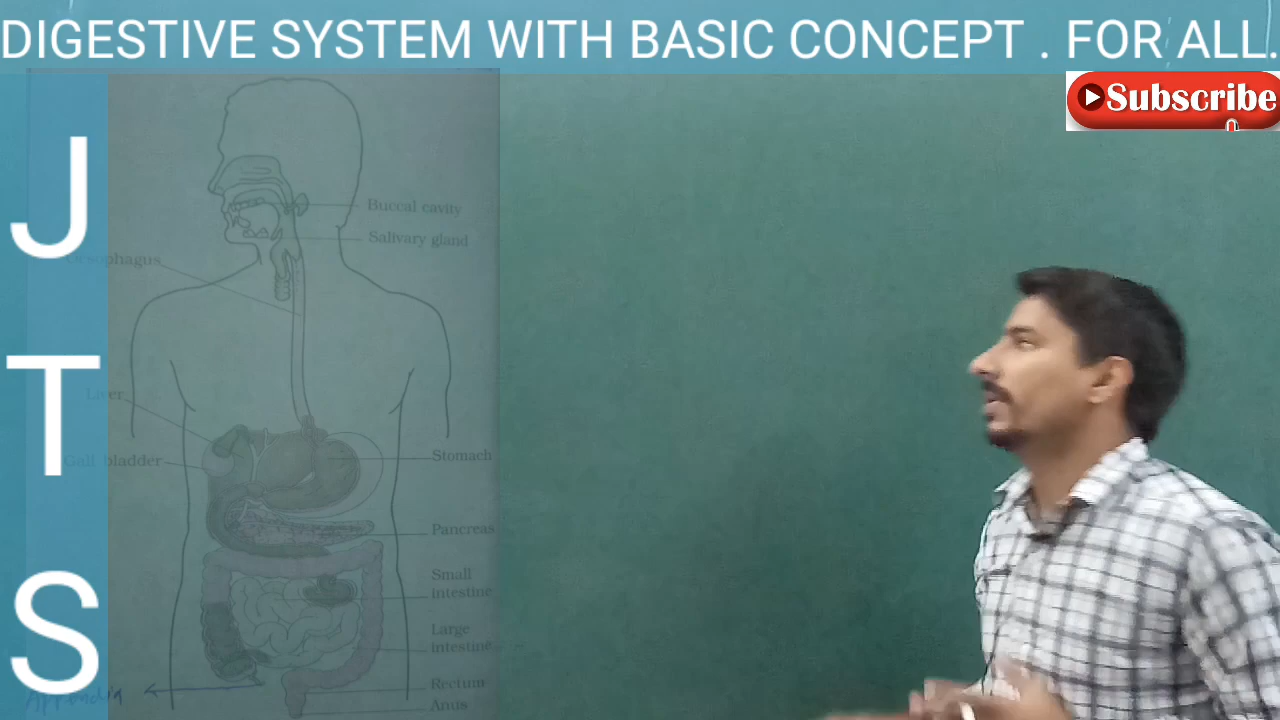 DIGESTIVE SYSTEM WITH BASIC CONCEPT . FOR ALL.
Subscribe
J
T
S
Buccal cavity
Salivary gland
Oesophagus
Liver
Gall bladder
Stomach
Pancreas
Small
intestine
Large
intestine
Rectum
Anus